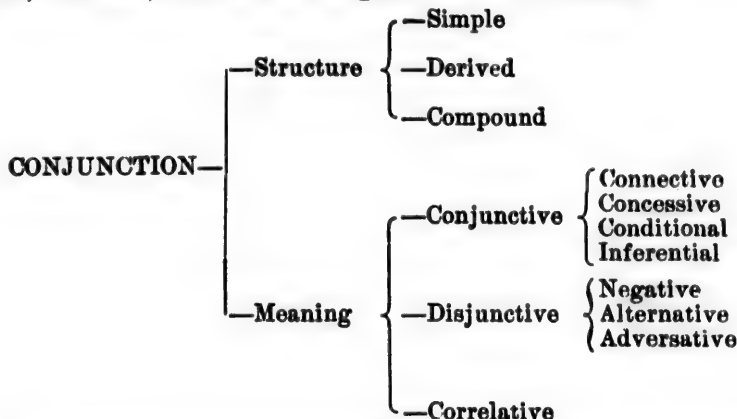 —Simple
—Structure —Derived
—Compound
CONJUNCTION—
Connective
Concessive
—Conjunctive Conditional
Inferential
Negative
—Meaning —Disjunctive Alternative
Adversative
—Correlative